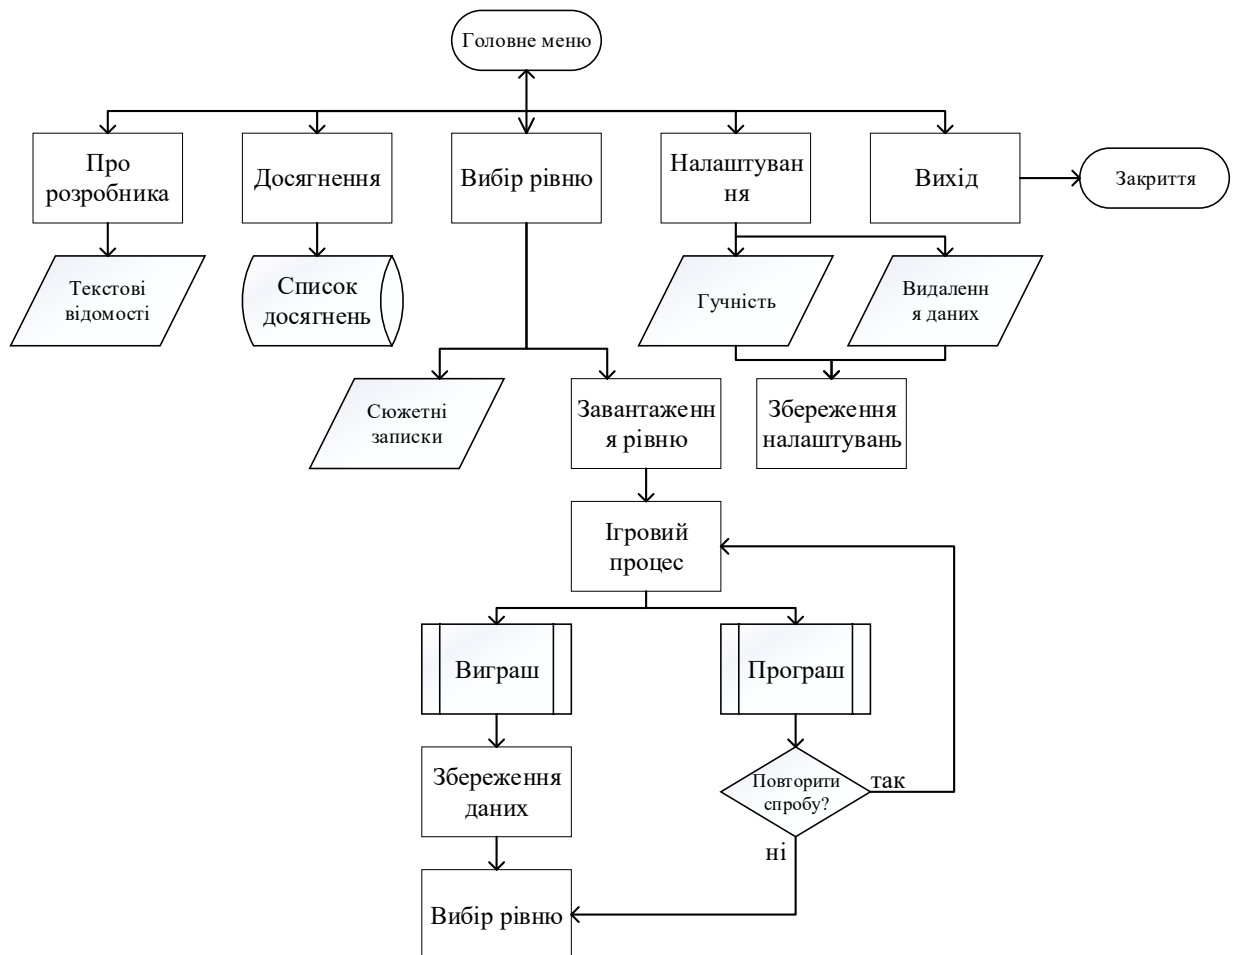 Головне меню
Про
розробника
Досягнення
Вибір рівню
Налаштуван
ня
Вихід
Закриття
Текстові
відомості
Список
досягнень
Гучність
Видаленн
я даних
Сюжетні
записки
Завантаженн
я рівню
Збереження
налаштувань
Ігровий
процес
Виграш
Програш
Збереження
даних
Повторити
спробу?
так
ні
Вибір рівню